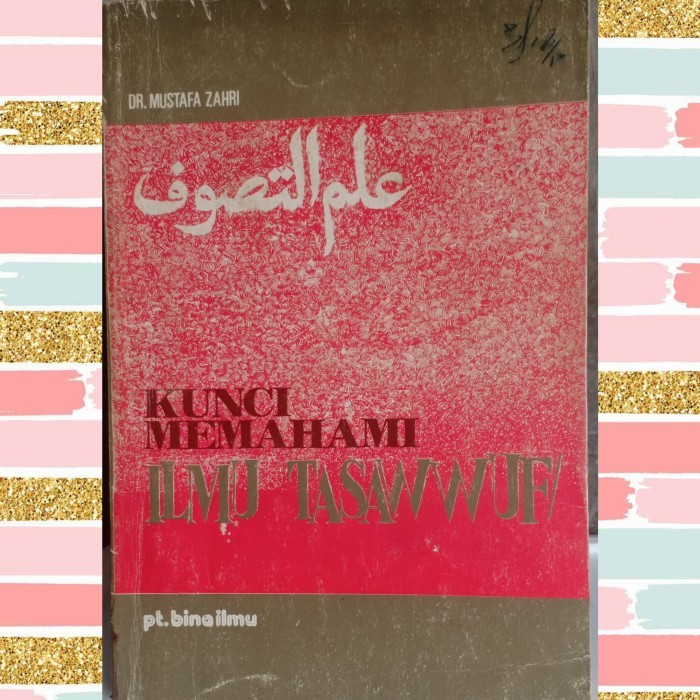 DR. MUSTAFA ZAHRI
علم التصوف
KUNCI
MEMAHAMI
ILMU TASAWWUF/
pt. bina ilmu